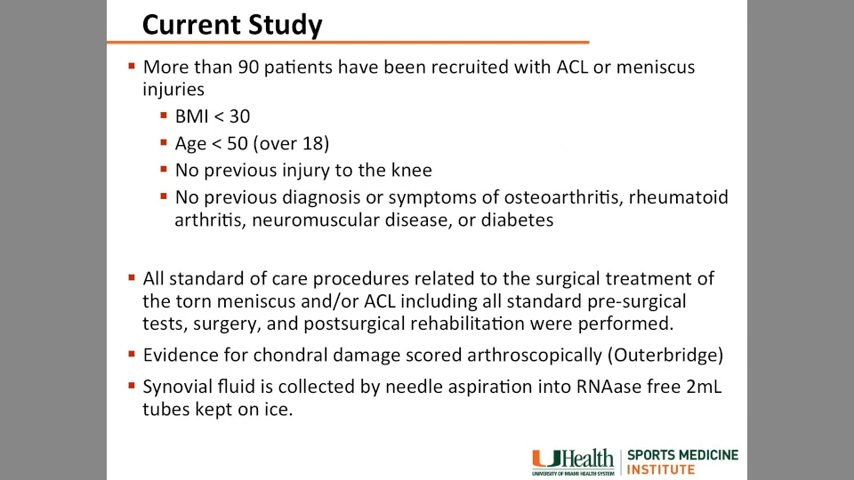 Current Study
▪ More than 90 patients have been recruited with ACL or meniscus
injuries
▪ BMI < 30
▪ Age < 50 (over 18)
▪ No previous injury to the knee
▪ No previous diagnosis or symptoms of osteoarthritis, rheumatoid
arthritis, neuromuscular disease, or diabetes
▪ All standard of care procedures related to the surgical treatment of
the torn meniscus and/or ACL including all standard pre-surgical
tests, surgery, and postsurgical rehabilitation were performed.
▪ Evidence for chondral damage scored arthroscopically (Outerbridge)
▪ Synovial fluid is collected by needle aspiration into RNAase free 2mL
tubes kept on ice.
UHealth
UNIVERSITY OF MIAMI HEALTH SYSTEM
SPORTS MEDICINE
INSTITUTE